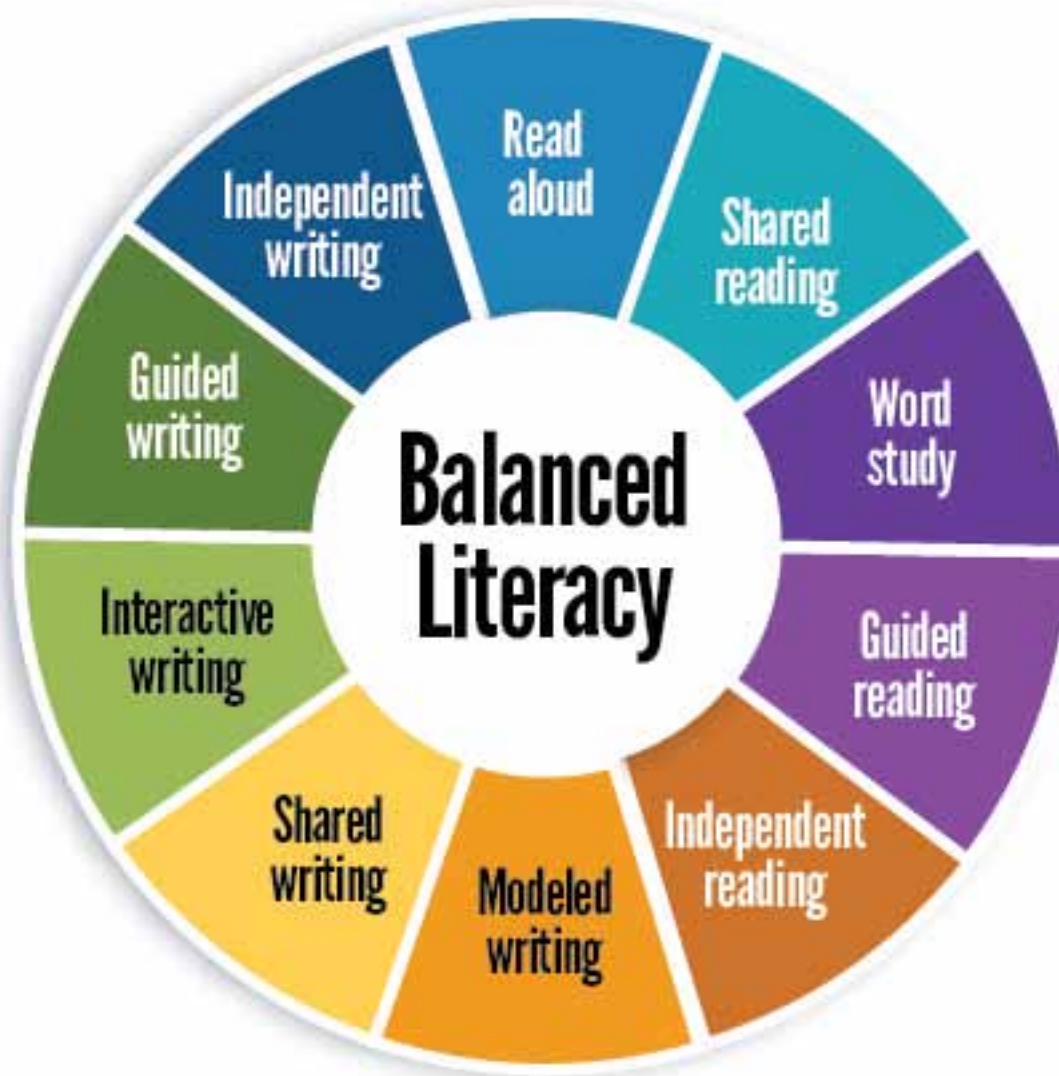 Balanced
Literacy
Read
aloud
Shared
reading
Word
study
Guided
reading
Independent
reading
Modeled
writing
Shared
writing
Interactive
writing
Guided
writing
Independent
writing